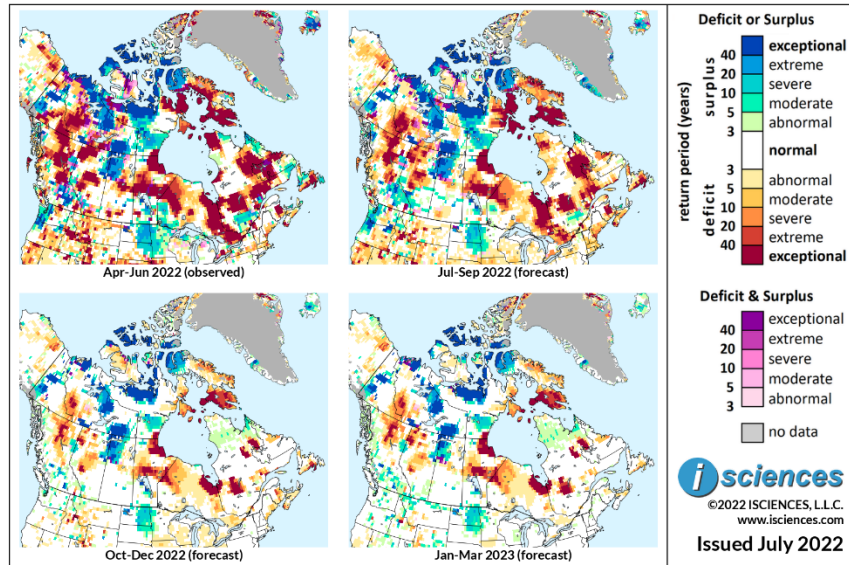 Apr-Jun 2022 (observed)
Jul-Sep 2022 (forecast)
Oct-Dec 2022 (forecast)
Jan-Mar 2023 (forecast)
Deficit or Surplus
return period (years)
surplus
deficit
exceptional
40
extreme
20
severe
10
moderate
5
abnormal
3
normal
3
abnormal
5
moderate
10
severe
20
extreme
40
exceptional
Deficit & Surplus
exceptional
40
extreme
20
severe
10
moderate
5
abnormal
3
no data
i sciences
©2022 ISCIENCES, L.L.C.
www.isciences.com
Issued July 2022